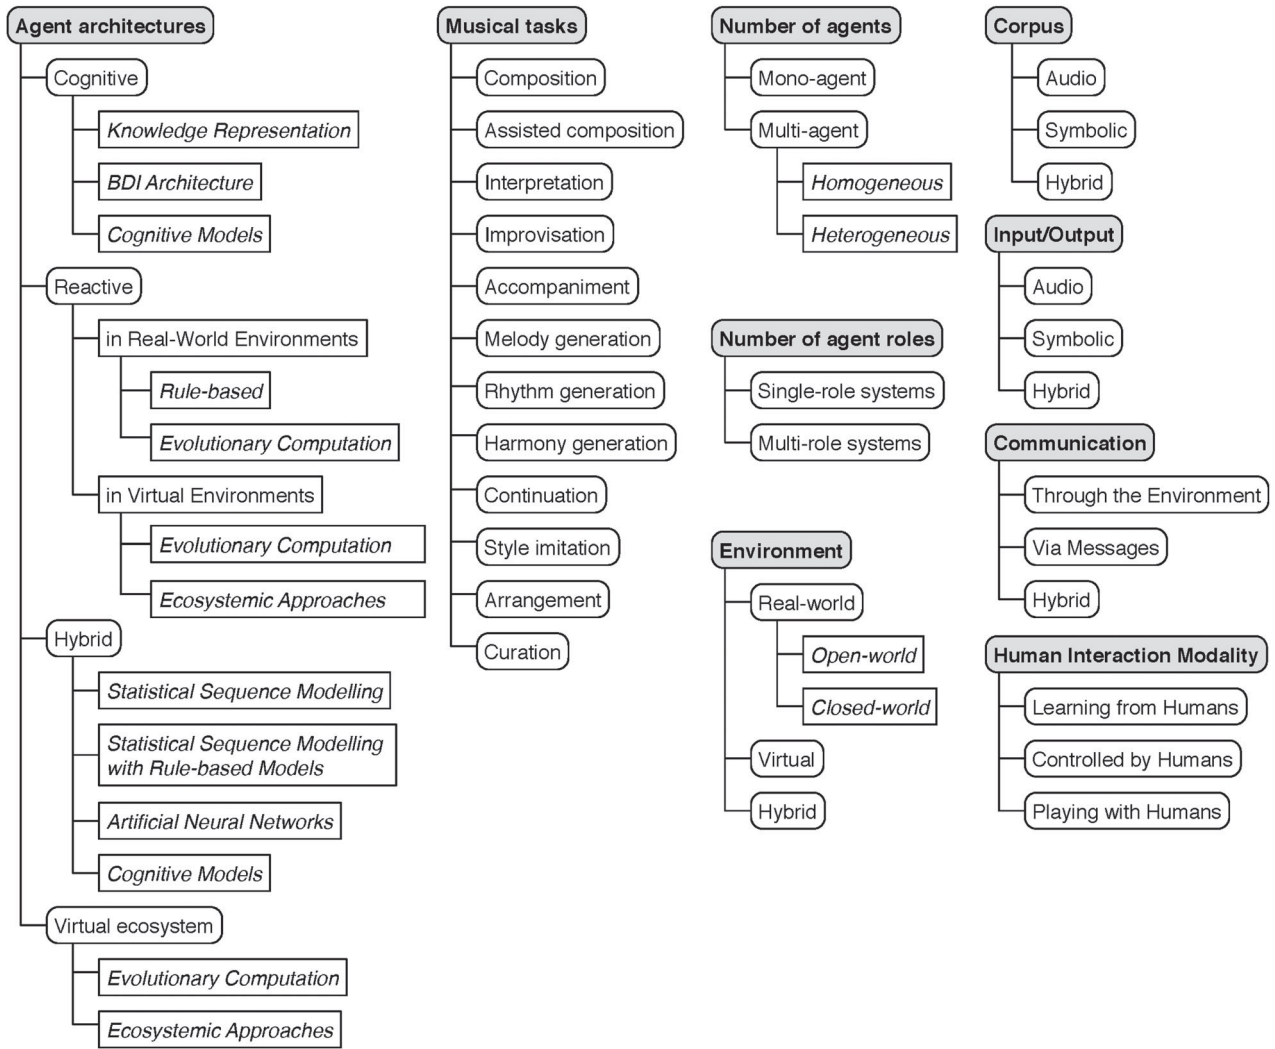 Agent architectures
Cognitive
Knowledge Representation
BDI Architecture
Cognitive Models
Reactive
in Real-World Environments
Rule-based
Evolutionary Computation
in Virtual Environments
Evolutionary Computation
Ecosystemic Approaches
Hybrid
Statistical Sequence Modelling
Statistical Sequence Modelling
with Rule-based Models
Artificial Neural Networks
Cognitive Models
Virtual ecosystem
Evolutionary Computation
Ecosystemic Approaches
Musical tasks
Composition
Assisted composition
Interpretation
Improvisation
Accompaniment
Melody generation
Rhythm generation
Harmony generation
Continuation
Style imitation
Arrangement
Curation
Number of agents
Mono-agent
Multi-agent
Homogeneous
Heterogeneous
Number of agent roles
Single-role systems
Multi-role systems
Environment
Real-world
Open-world
Closed-world
Virtual
Hybrid
Corpus
Audio
Symbolic
Hybrid
Input/Output
Audio
Symbolic
Hybrid
Communication
Through the Environment
Via Messages
Hybrid
Human Interaction Modality
Learning from Humans
Controlled by Humans
Playing with Humans